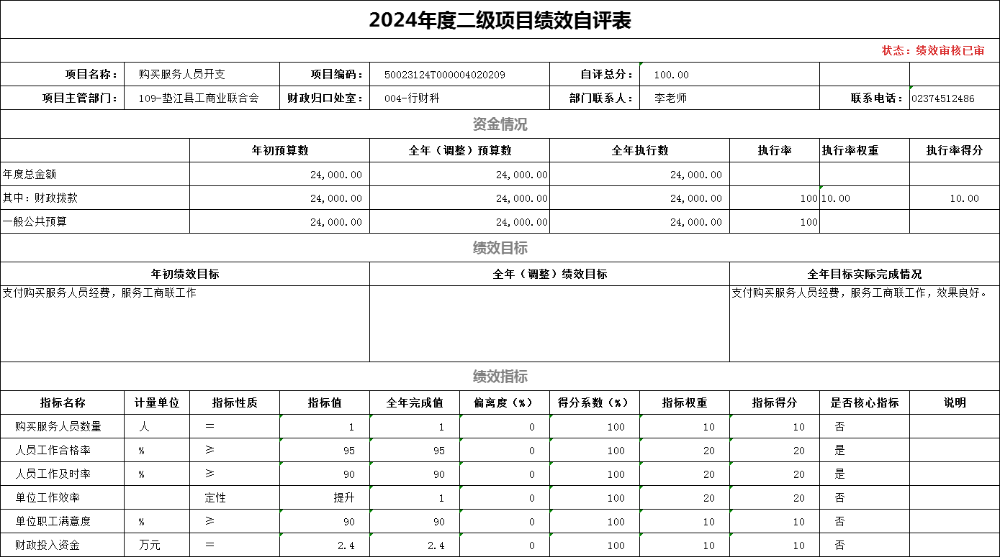 2024年度二级项目绩效自评表
状态：绩效审核已审
项目名称： 购买服务人员开支 项目编码： 50023124T000004020209 自评总分： 100.00
项目主管部门： 109-垫江县工商业联合会 财政归口处室： 004-行财科 部门联系人： 李老师 联系电话： 02374512486
资金情况
年初预算数 全年（调整）预算数 全年执行数 执行率 执行率权重 执行率得分
年度总金额 24,000.00 24,000.00 24,000.00
其中：财政拨款 24,000.00 24,000.00 24,000.00 100 10.00 10.00
一般公共预算 24,000.00 24,000.00 24,000.00 100
绩效目标
年初绩效目标 全年（调整）绩效目标 全年目标实际完成情况
支付购买服务人员经费，服务工商联工作 支付购买服务人员经费，服务工商联工作，效果良好。
绩效指标
指标名称 计量单位 指标性质 指标值 全年完成值 偏离度（%） 得分系数（%） 指标权重 指标得分 是否核心指标 说明
购买服务人员数量 人 ＝ 1 1 0 100 10 10 否
人员工作合格率 % ≥ 95 95 0 100 20 20 是
人员工作及时率 % ≥ 90 90 0 100 20 20 是
单位工作效率 定性 提升 1 0 100 20 20 否
单位职工满意度 % ≥ 90 90 0 100 10 10 否
财政投入资金 万元 ＝ 2.4 2.4 0 100 10 10 否